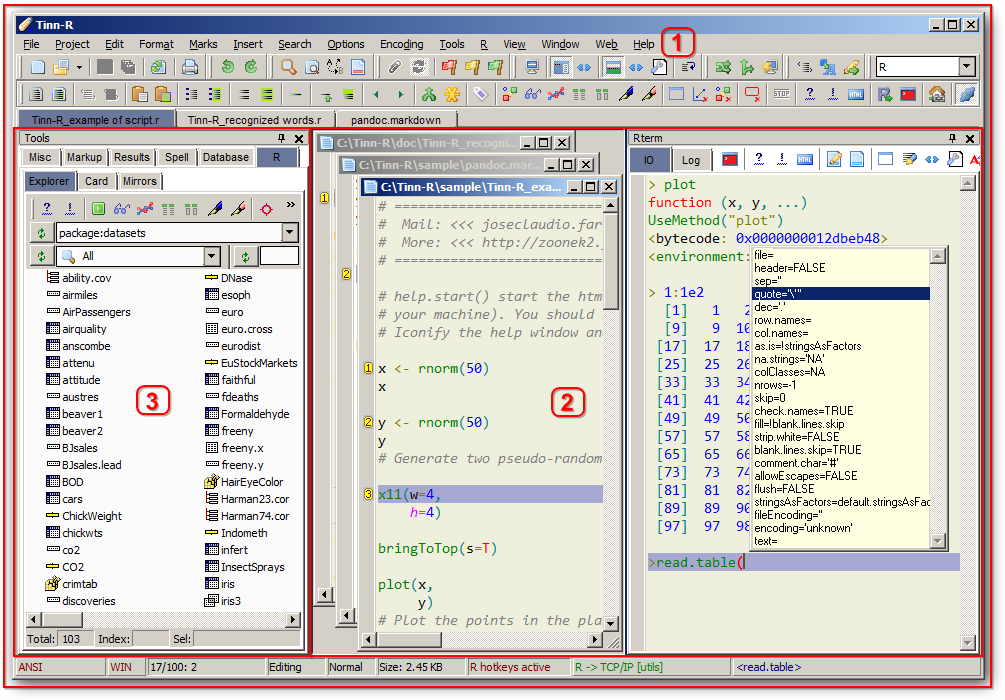 Tinn-R
File Project Edit Format Marks Insert Search Options Encoding Tools R View Window Web Help
1
R
STOP
HTML
Tinn-R_example of script.r Tinn-R_recognized words.r pandoc.markdown
Tools
Misc Markup Results Spell Database R
Explorer Card Mirrors
package:datasets
All
ability.cov
airmiles
AirPassengers
airquality
anscombe
attenu
attitude
austres
beaver1
beaver2
BJsales
BJsales.lead
BOD
cars
ChickWeight
chickwts
co2
CO2
crimtab
discoveries
DNase
esoph
euro
euro.cross
eurodist
EuStockMarkets
faithful
fdeaths
Formaldehyde
freeny
freeny.x
freeny.y
HairEyeColor
Harman23.cor
Harman74.cor
Indometh
infert
InsectSprays
iris
iris3
3
Total: 103 Index: Sel:
C:\Tinn-R\doc\Tinn-R_recogni...
C:\Tinn-R\sample\pandoc.mar...
C:\Tinn-R\sample\Tinn-R_exa...
1
2
# ============================
#  Mail: <<< joseclaudio.far
#  More: <<< http://zoonek2.
# ============================
# help.start() start the htm
# your machine). You should
# Iconify the help window an
1 x <- rnorm(50)
x
2 y <- rnorm(50)
y
# Generate two pseudo-random
3 x11(w=4,
h=4)
bringToTop(s=T)
plot(x,
y)
# Plot the points in the pla
2
Rterm
IO Log
HTML
> plot
function (x, y, ...)
UseMethod("plot")
<bytecode: 0x0000000012dbeb48>
<environment:
> 1:1e2
[1] 1 2
[9] 9 10
[17] 17 18
[25] 25 26
[33] 33 34
[41] 41 42
[49] 49 50
[57] 57 58
[65] 65 66
[73] 73 74
[81] 81 82
[89] 89 90
[97] 97 98
>read.table(
file=
header=FALSE
sep=''
quote="\'"
dec='.'
row.names=
col.names=
as.is=!stringsAsFactors
na.strings='NA'
colClasses=NA
nrows=-1
skip=0
check.names=TRUE
fill=!blank.lines.skip
strip.white=FALSE
blank.lines.skip=TRUE
comment.char='#'
allowEscapes=FALSE
flush=FALSE
stringsAsFactors=default.stringsAsFac
fileEncoding=''
encoding='unknown'
text=
ANSI WIN 17/100: 2 Editing Normal Size: 2.45 KB R hotkeys active R -> TCP/IP [utils] <read.table>